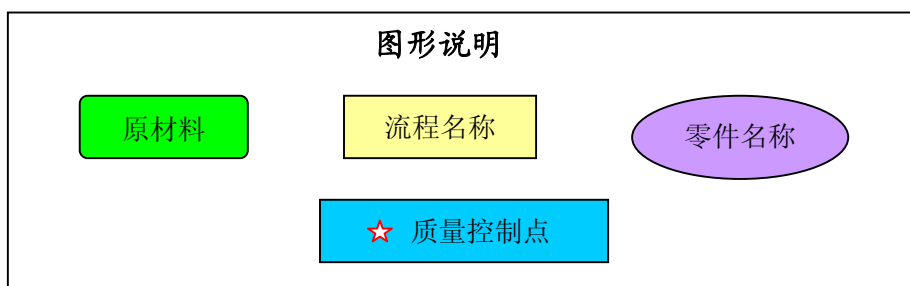 图形说明
原材料
流程名称
零件名称
质量控制点